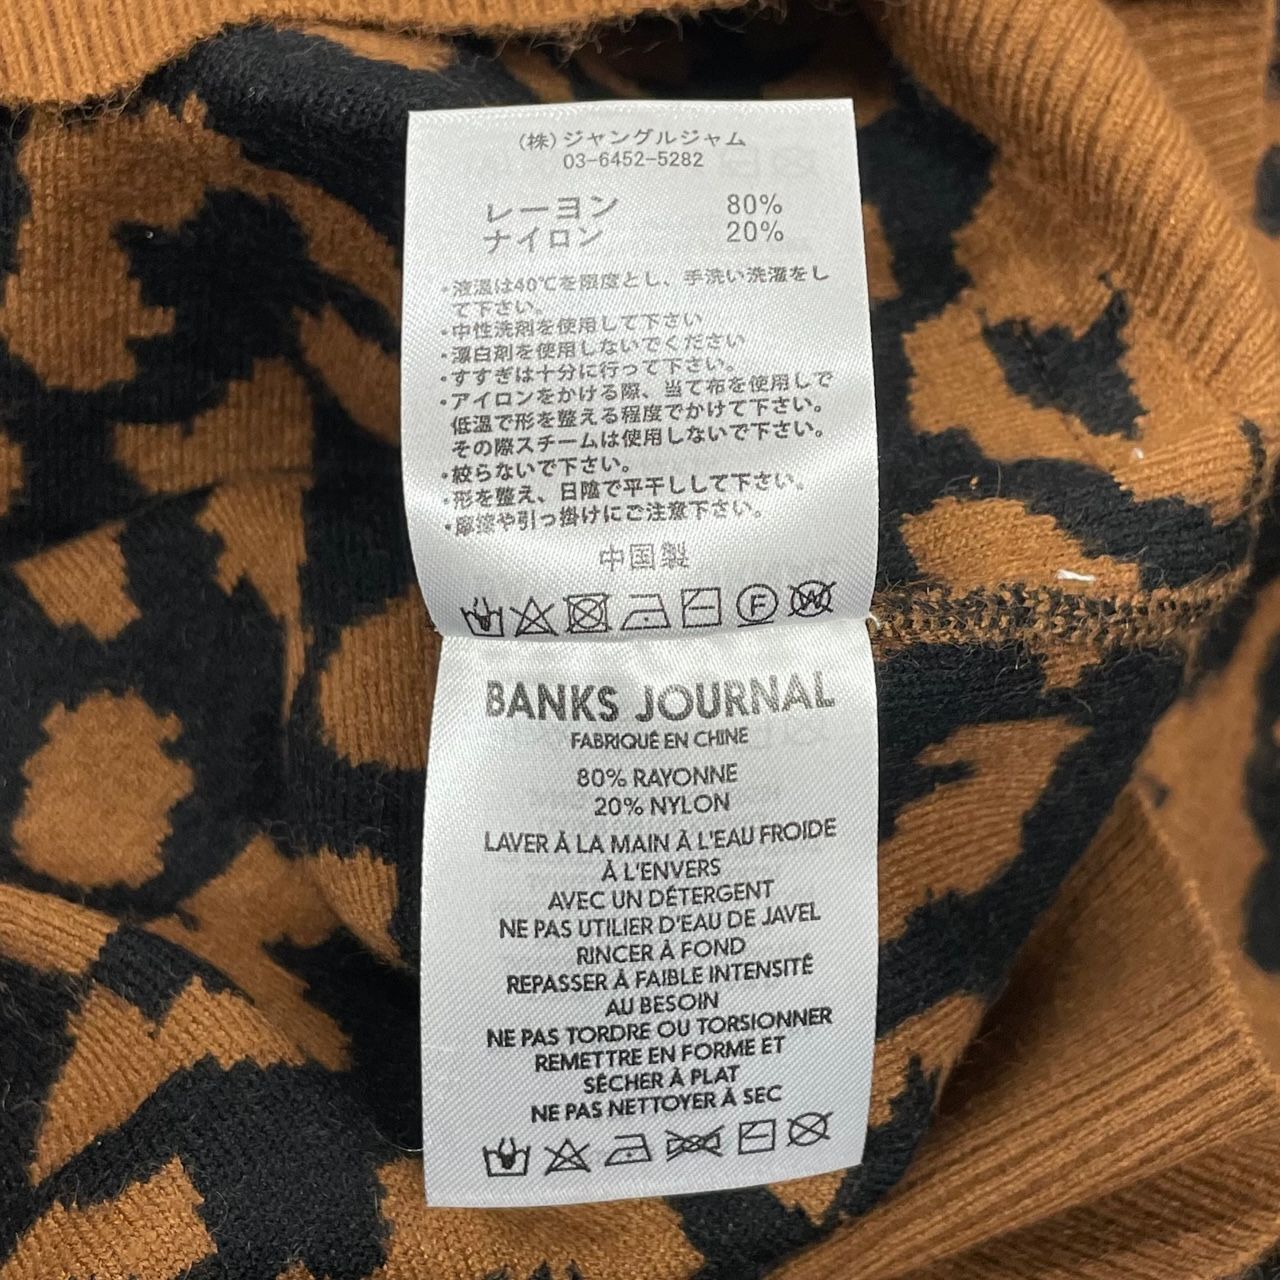 (株)ジャングルジャム
03-6452-5282
レーヨン 80%
ナイロン 20%
・液温は40℃を限度とし、手洗い洗濯をし
て下さい。
・中性洗剤を使用して下さい
・漂白剤を使用しないでください
・すすぎは十分に行って下さい。
・アイロンをかける際、当て布を使用して
低温で形を整える程度でかけて下さい。
その際スチームは使用しないで下さい。
・絞らないで下さい。
・形を整え、日陰で平干しして下さい。
・摩擦や引っ掛けにご注意下さい。
中国製
F W
BANKS JOURNAL
FABRIQUÉ EN CHINE
80% RAYONNE
20% NYLON
LAVER À LA MAIN À L'EAU FROIDE
À L'ENVERS
AVEC UN DÉTERGENT
NE PAS UTILIER D'EAU DE JAVEL
RINCER À FOND
REPASSER À FAIBLE INTENSITÉ
AU BESOIN
NE PAS TORDRE OU TORSIONNER
REMETTRE EN FORME ET
SÉCHER À PLAT
NE PAS NETTOYER À SEC